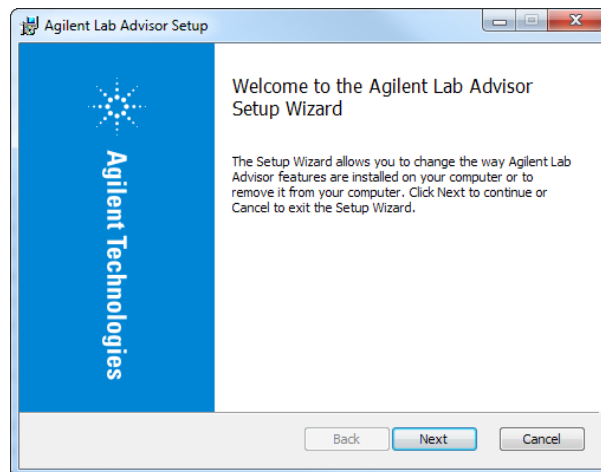 Agilent Lab Advisor Setup
Agilent Technologies
Welcome to the Agilent Lab Advisor
Setup Wizard
The Setup Wizard allows you to change the way Agilent Lab
Advisor features are installed on your computer or to
remove it from your computer. Click Next to continue or
Cancel to exit the Setup Wizard.
Back
Next
Cancel